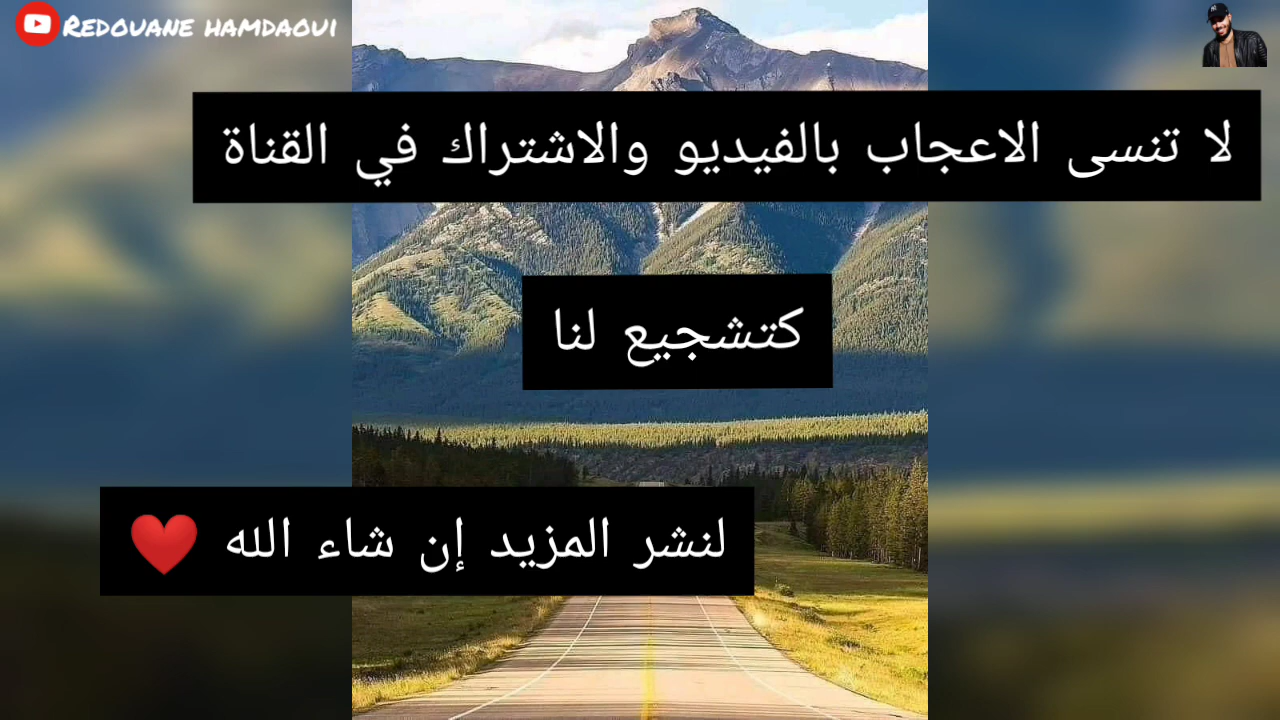 REDOUANE HAMDAOUI
لا تنسى الاعجاب بالفيديو والاشتراك في القناة
كتشجيع لنا
لنشر المزيد إن شاء الله ❤️